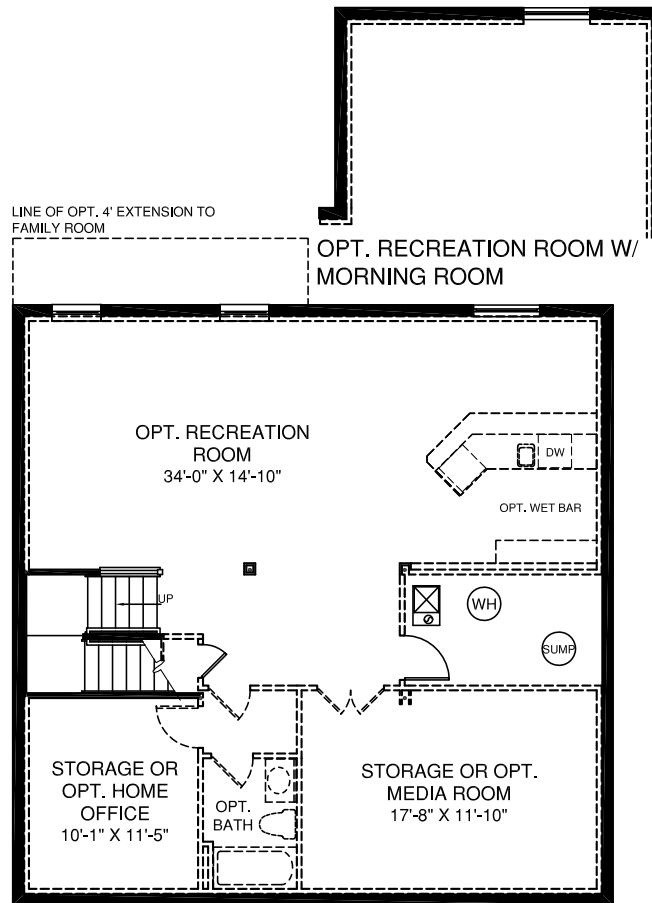 LINE OF OPT. 4' EXTENSION TO
FAMILY ROOM
OPT. RECREATION ROOM W/
MORNING ROOM
OPT. RECREATION
ROOM
34'-0" X 14'-10"
DW
OPT. WET BAR
UP
WH
SUMP
STORAGE OR
OPT. HOME
OFFICE
10'-1" X 11'-5"
OPT.
BATH
STORAGE OR OPT.
MEDIA ROOM
17'-8" X 11'-10"